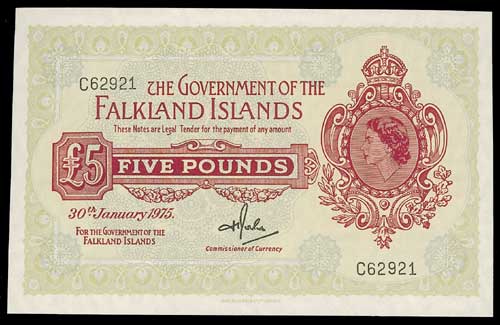 C62921
THE GOVERNMENT OF THE
FALKLAND ISLANDS
These Notes are Legal Tender for the payment of any amount
£5
FIVE POUNDS
30th January 1975.
FOR THE GOVERNMENT OF THE
FALKLAND ISLANDS
Commissioner of Currency
C62921